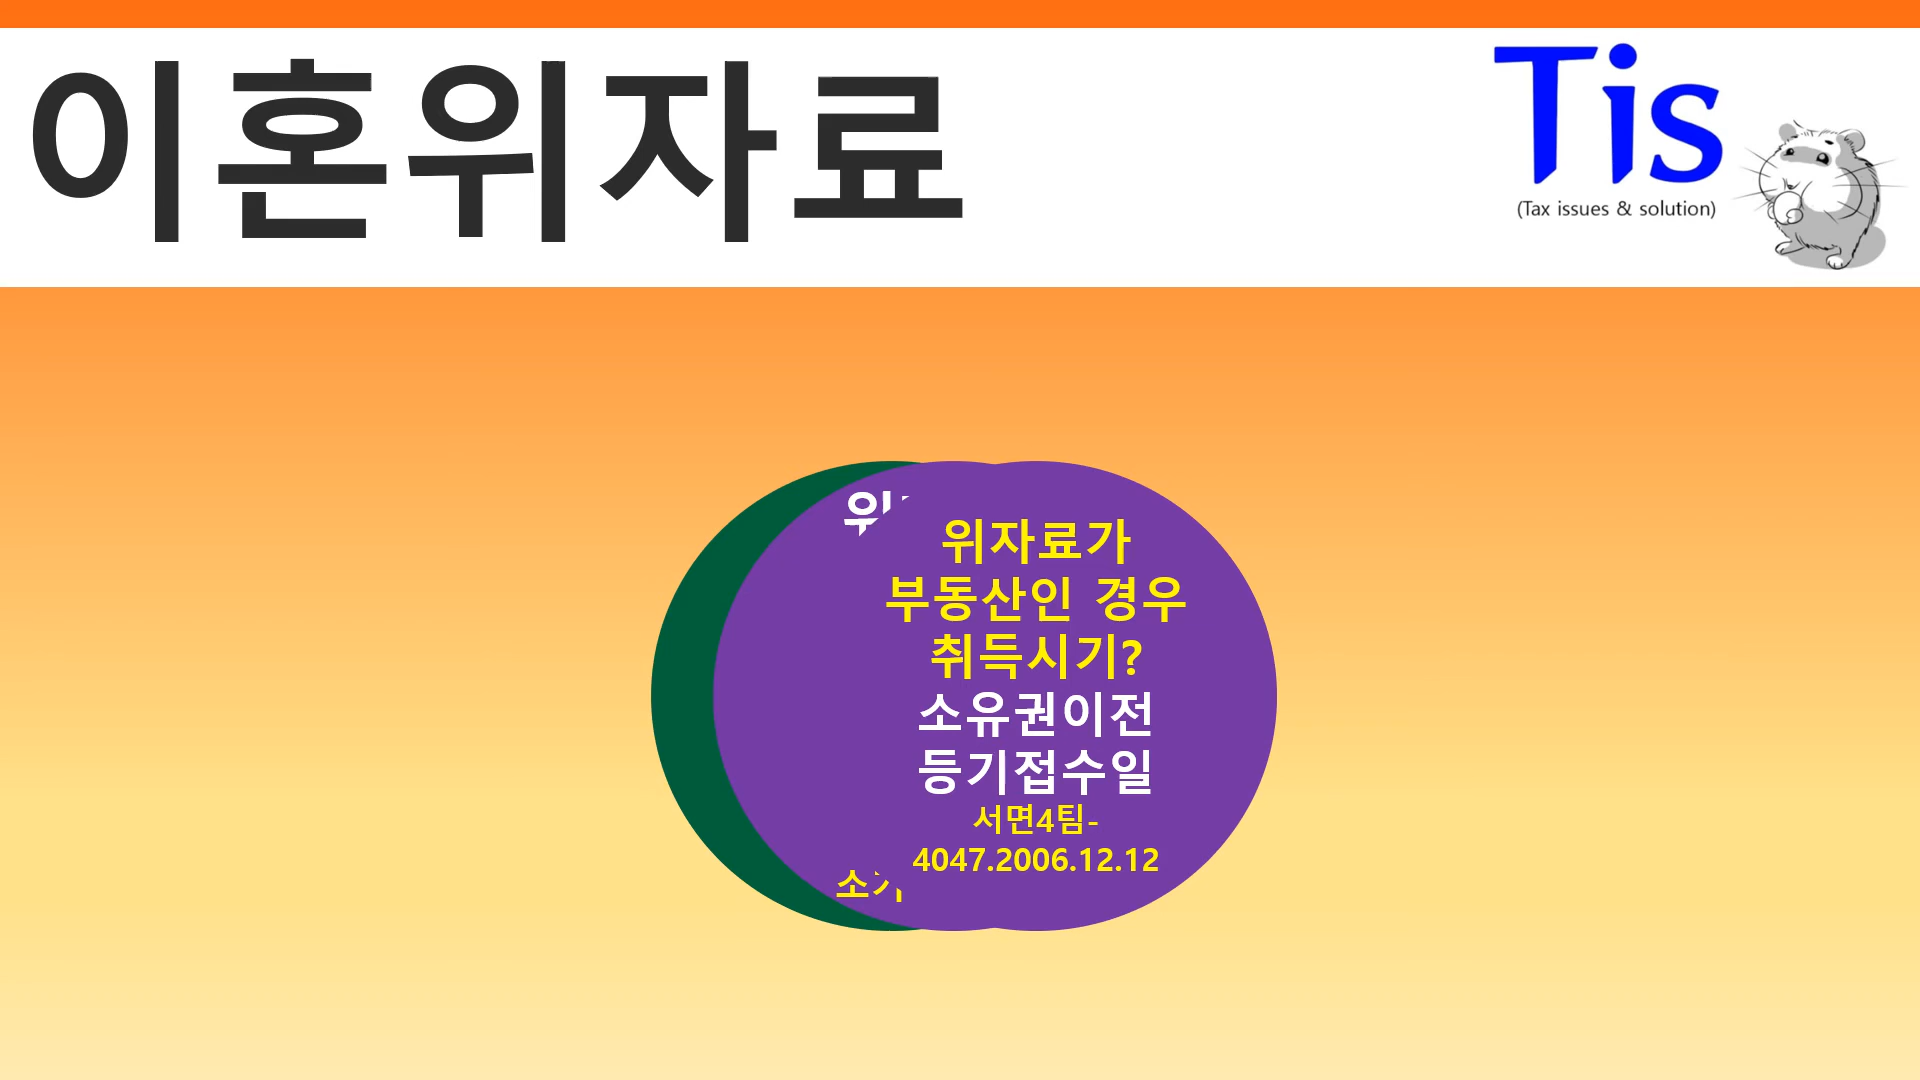 이혼위자료
Tis
(Tax issues & solution)
위자료가
부동산인 경우
취득시기?
소유권이전
등기접수일
서면4팀-
4047.2006.12.12